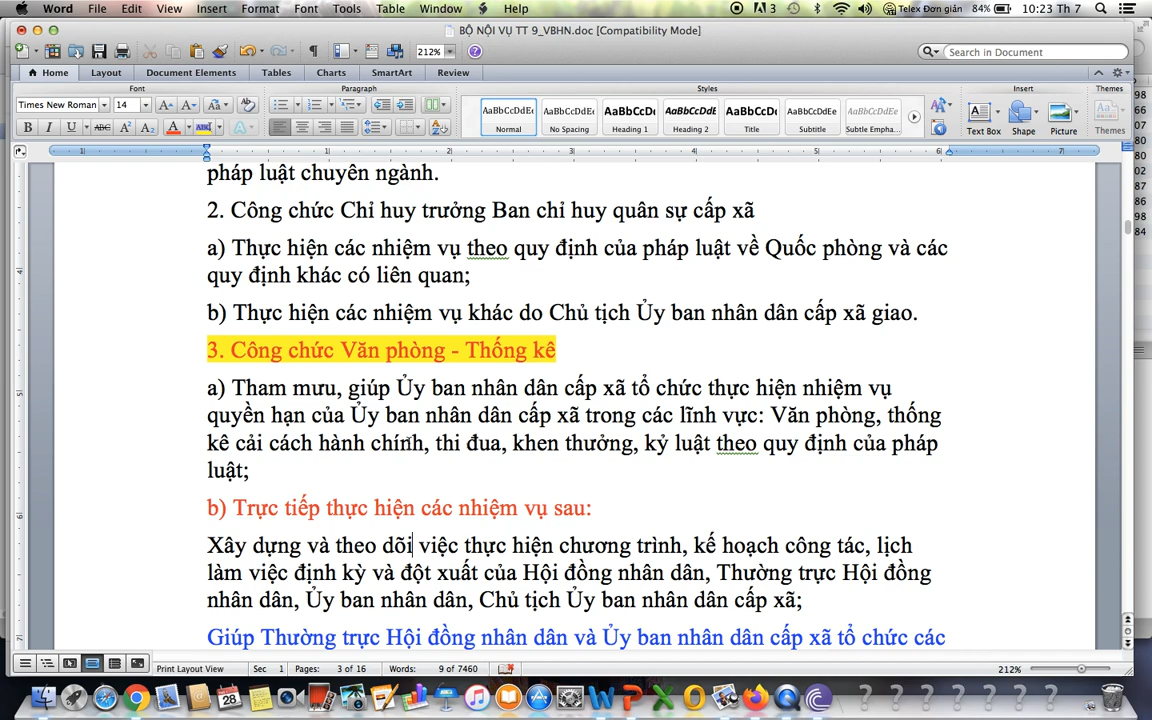 Word File Edit View Insert Format Font Tools Table Window Help 3 Telex Đơn giản 84% 10:23 Th 7
BỘ NỘI VỤ TT 9_VBHN.doc [Compatibility Mode]
212% Search in Document
Home Layout Document Elements Tables Charts SmartArt Review
Font Paragraph Styles Insert Themes
Times New Roman 14 A A Aa
B I U ABC A² A₂ A ABC A
AaBbCcDdEe AaBbCcDdEe AaBbCcDc AaBbCcDdEe AaBbCcDc AaBbCcDdEe AaBbCcDdEe
Normal No Spacing Heading 1 Heading 2 Title Subtitle Subtle Empha... Text Box Shape Picture Themes
pháp luật chuyên ngành.
2. Công chức Chỉ huy trưởng Ban chỉ huy quân sự cấp xã
a) Thực hiện các nhiệm vụ theo quy định của pháp luật về Quốc phòng và các
quy định khác có liên quan;
b) Thực hiện các nhiệm vụ khác do Chủ tịch Ủy ban nhân dân cấp xã giao.
3. Công chức Văn phòng - Thống kê
a) Tham mưu, giúp Ủy ban nhân dân cấp xã tổ chức thực hiện nhiệm vụ
quyền hạn của Ủy ban nhân dân cấp xã trong các lĩnh vực: Văn phòng, thống
kê cải cách hành chính, thi đua, khen thưởng, kỷ luật theo quy định của pháp
luật;
b) Trực tiếp thực hiện các nhiệm vụ sau:
Xây dựng và theo dõi việc thực hiện chương trình, kế hoạch công tác, lịch
làm việc định kỳ và đột xuất của Hội đồng nhân dân, Thường trực Hội đồng
nhân dân, Ủy ban nhân dân, Chủ tịch Ủy ban nhân dân cấp xã;
Giúp Thường trực Hội đồng nhân dân và Ủy ban nhân dân cấp xã tổ chức các
Print Layout View Sec 1 Pages: 3 of 16 Words: 9 of 7460 212%
28